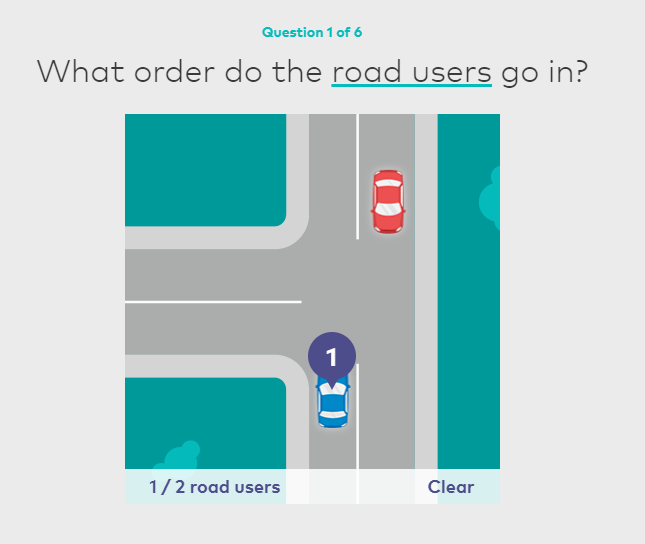 Question 1 of 6
What order do the road users go in?
1
1 / 2 road users
Clear